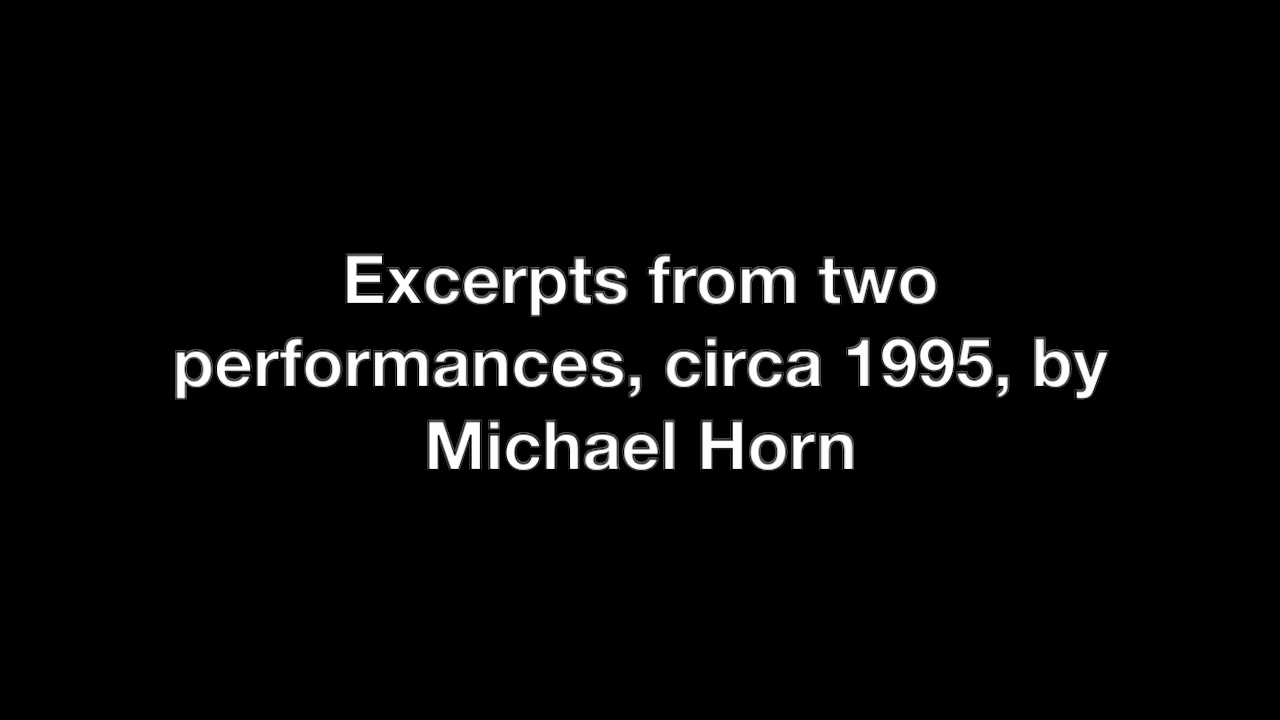 Excerpts from two
performances, circa 1995, by
Michael Horn